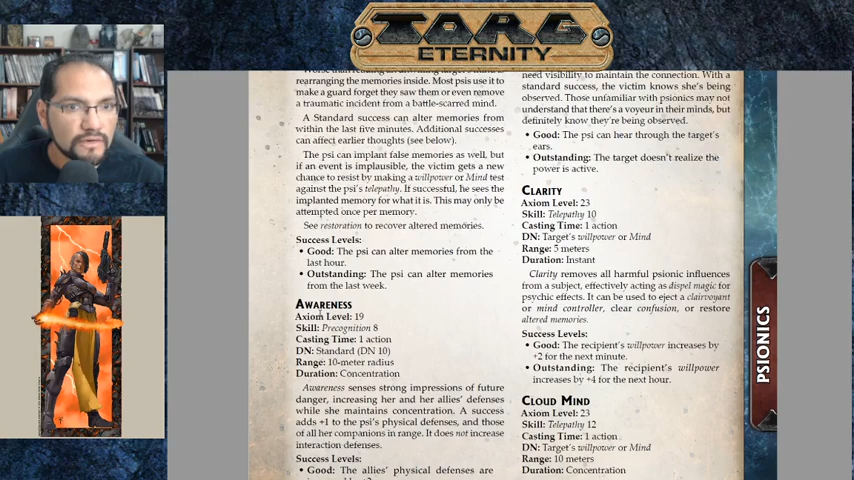 TORG
ETERNITY
rearranging the memories inside. Most psis use it to
make a guard forget they saw them or even remove
a traumatic incident from a battle-scarred mind.
A Standard success can alter memories from
within the last five minutes. Additional successes
can affect earlier thoughts (see below).
The psi can implant false memories as well, but
if an event is implausible, the victim gets a new
chance to resist by making a willpower or Mind test
against the psi's telepathy. If successful, he sees the
implanted memory for what it is. This may only be
attempted once per memory.
See restoration to recover altered memories.
Success Levels:
• Good: The psi can alter memories from the
last hour.
• Outstanding: The psi can alter memories
from the last week.
AWARENESS
Axiom Level: 19
Skill: Precognition 8
Casting Time: 1 action
DN: Standard (DN 10)
Range: 10-meter radius
Duration: Concentration
Awareness senses strong impressions of future
danger, increasing her and her allies' defenses
while she maintains concentration. A success
adds +1 to the psi's physical defenses, and those
of all her companions in range. It does not increase
interaction defenses.
Success Levels:
• Good: The allies' physical defenses are
need visibility to maintain the connection. With a
standard success, the victim knows she's being
observed. Those unfamiliar with psionics may not
understand that there's a voyeur in their minds, but
definitely know they're being observed.
• Good: The psi can hear through the target's
ears.
• Outstanding: The target doesn't realize the
power is active.
CLARITY
Axiom Level: 23
Skill: Telepathy 10
Casting Time: 1 action
DN: Target's willpower or Mind
Range: 5 meters
Duration: Instant
Clarity removes all harmful psionic influences
from a subject, effectively acting as dispel magic for
psychic effects. It can be used to eject a clairvoyant
or mind controller, clear confusion, or restore
altered memories.
Success Levels:
• Good: The recipient's willpower increases by
+2 for the next minute.
• Outstanding: The recipient's willpower
increases by +4 for the next hour.
CLOUD MIND
Axiom Level: 23
Skill: Telepathy 12
Casting Time: 1 action
DN: Target's willpower or Mind
Range: 10 meters
Duration: Concentration
PSIONICS